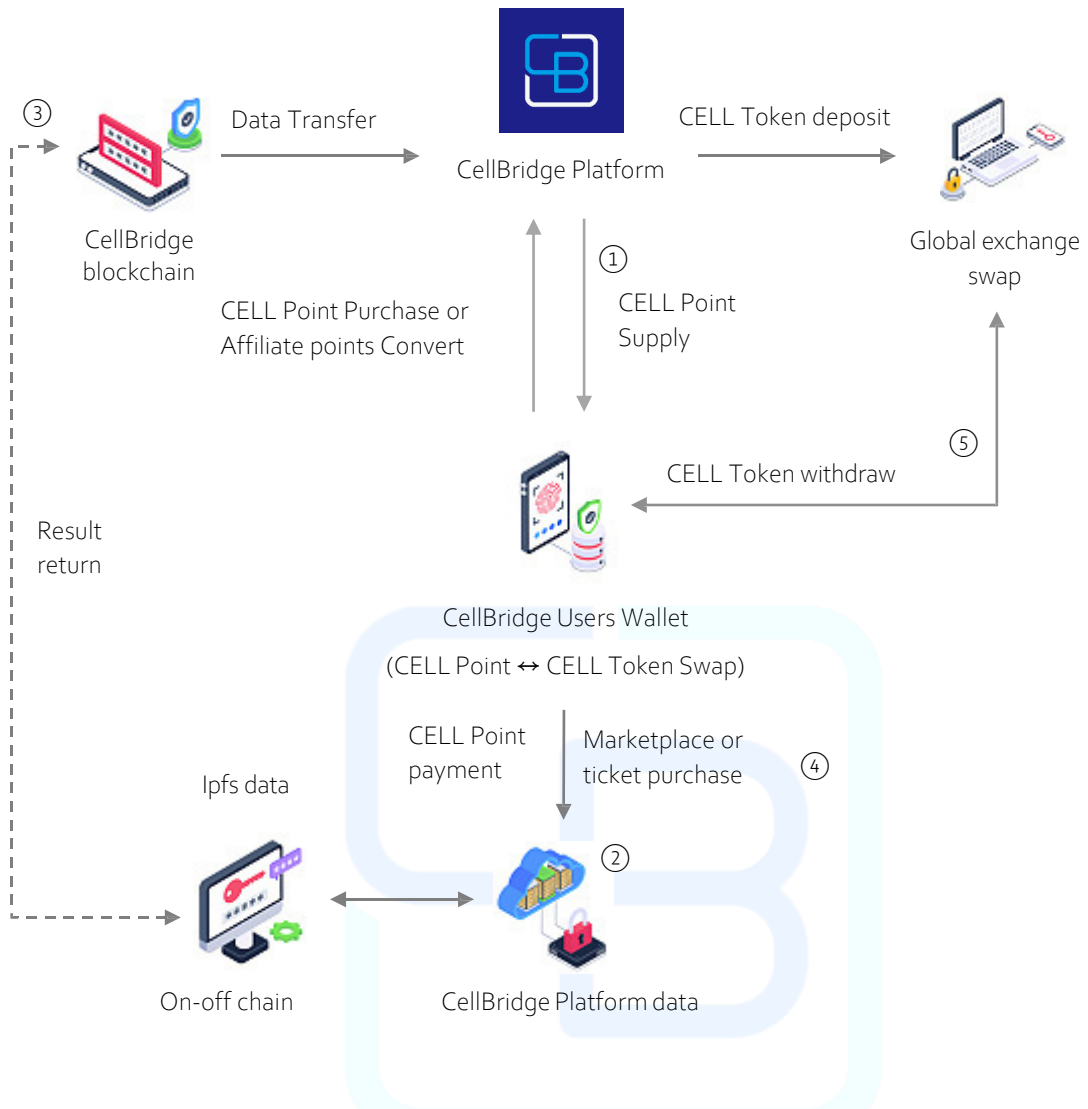 ③
Data Transfer
CellBridge Platform
CELL Token deposit
CellBridge
blockchain
Global exchange
swap
CELL Point Purchase or
Affiliate points Convert
①
CELL Point
Supply
⑤
CELL Token withdraw
Result
return
CellBridge Users Wallet
(CELL Point ↔ CELL Token Swap)
CELL Point
payment
Marketplace or
ticket purchase
④
Ipfs data
②
On-off chain
CellBridge Platform data